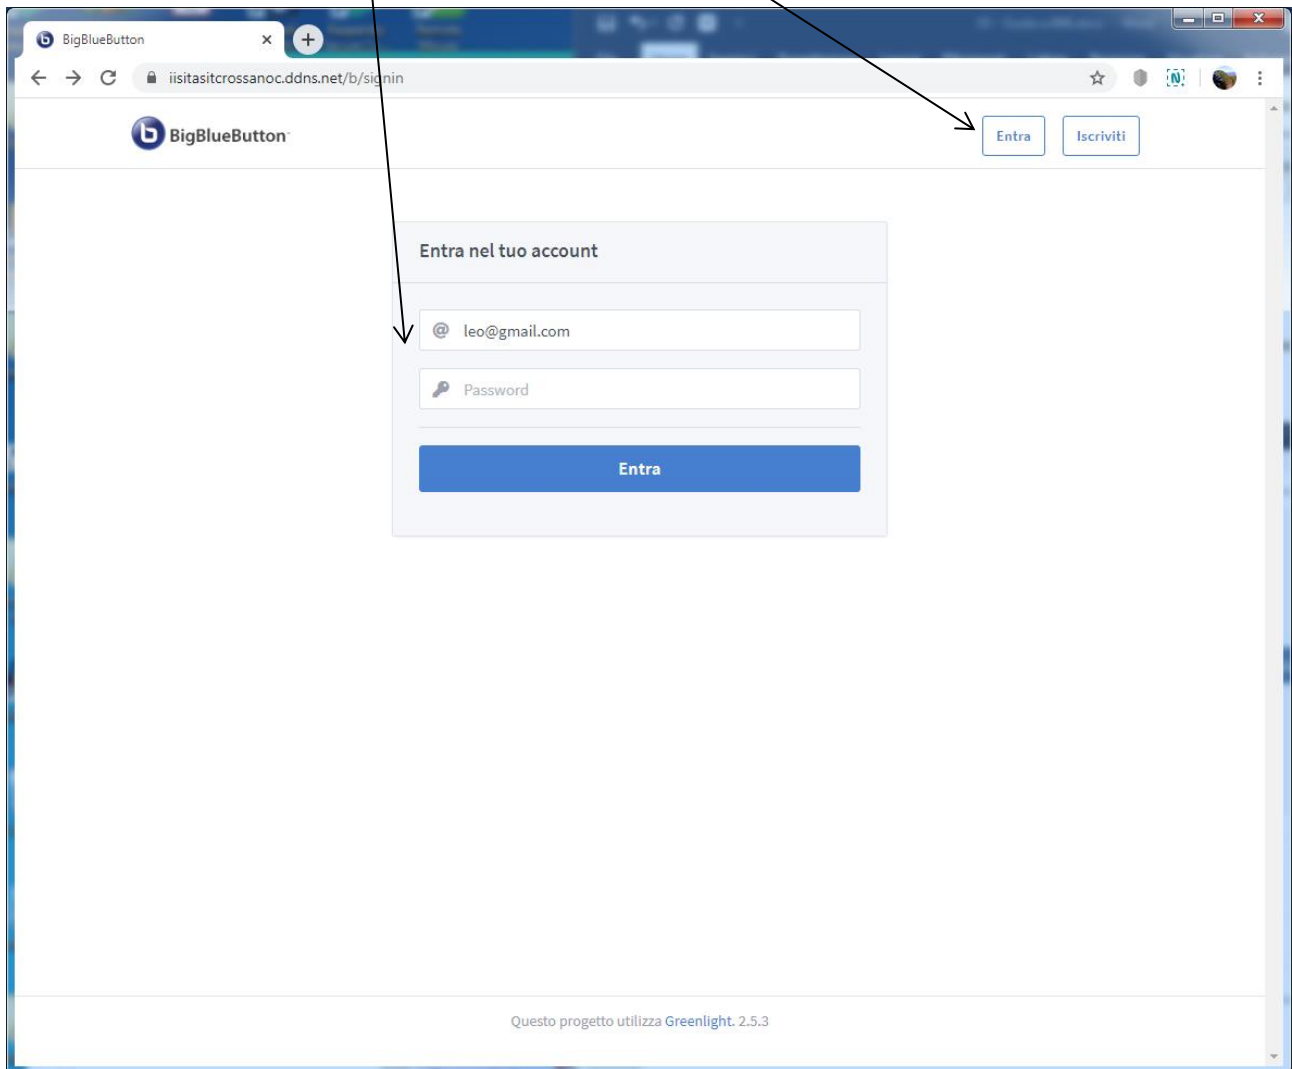 BigBlueButton
iisitasitcrossanoc.ddns.net/b/signin
BigBlueButton
Entra
Iscriviti
Entra nel tuo account
@ leo@gmail.com
Password
Entra
Questo progetto utilizza Greenlight. 2.5.3